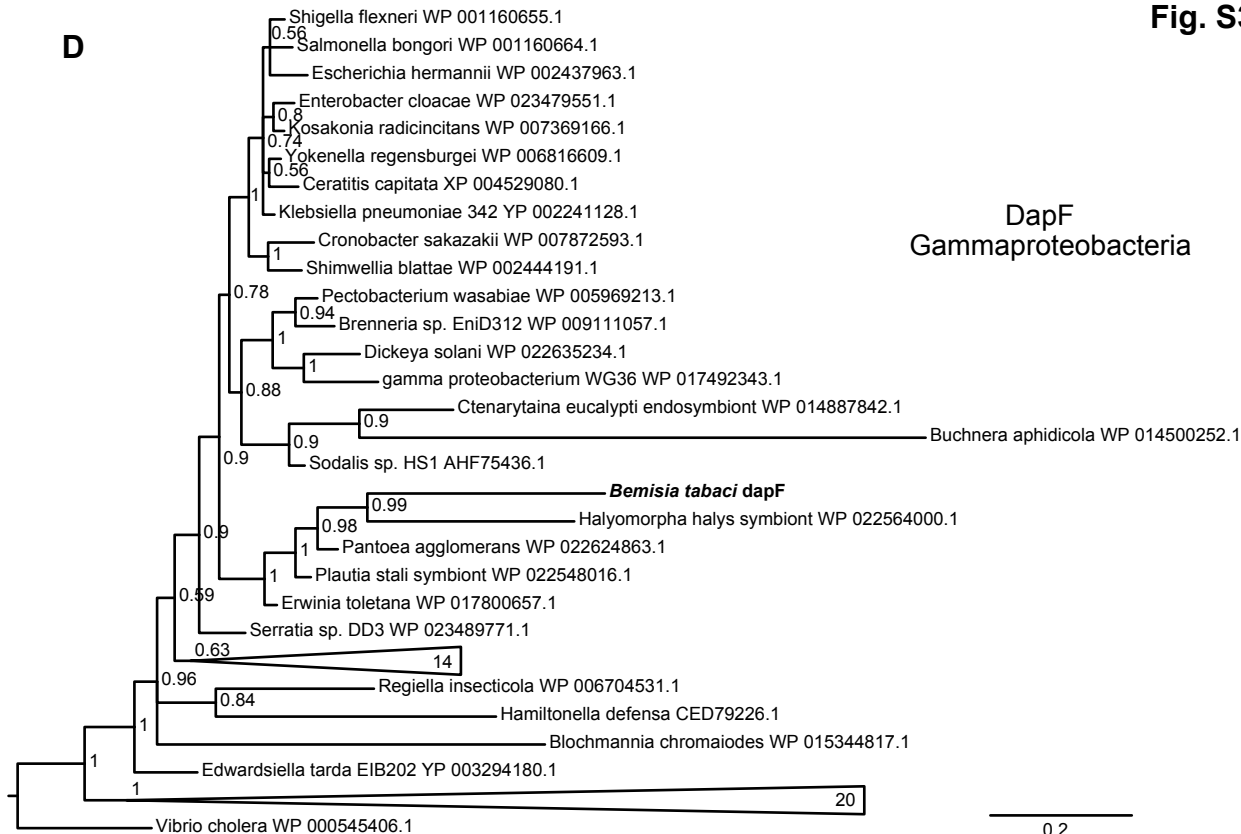 Fig. S3
D
Shigella flexneri WP 001160655.1
0.56
Salmonella bongori WP 001160664.1
Escherichia hermannii WP 002437963.1
Enterobacter cloacae WP 023479551.1
0.8
Kosakonia radicincitans WP 007369166.1
0.74
Yokenella regensburgei WP 006816609.1
0.56
Ceratitis capitata XP 004529080.1
1
Klebsiella pneumoniae 342 YP 002241128.1
DapF
Gammaproteobacteria
Cronobacter sakazakii WP 007872593.1
1
Shimwellia blattae WP 002444191.1
0.78
Pectobacterium wasabiae WP 005969213.1
0.94
Brenneria sp. EniD312 WP 009111057.1
1
Dickeya solani WP 022635234.1
1
gamma proteobacterium WG36 WP 017492343.1
0.88
Ctenarytaina eucalypti endosymbiont WP 014887842.1
0.9
Buchnera aphidicola WP 014500252.1
0.9
0.9
Sodalis sp. HS1 AHF75436.1
Bemisia tabaci dapF
0.99
Halyomorpha halys symbiont WP 022564000.1
0.98
0.9
Pantoea agglomerans WP 022624863.1
1
Plautia stali symbiont WP 022548016.1
1
0.59
Erwinia toletana WP 017800657.1
Serratia sp. DD3 WP 023489771.1
0.63
14
0.96
Regiella insecticola WP 006704531.1
0.84
Hamiltonella defensa CED79226.1
1
Blochmannia chromaiodes WP 015344817.1
1
Edwardsiella tarda EIB202 YP 003294180.1
1
20
Vibrio cholera WP 000545406.1
0.2